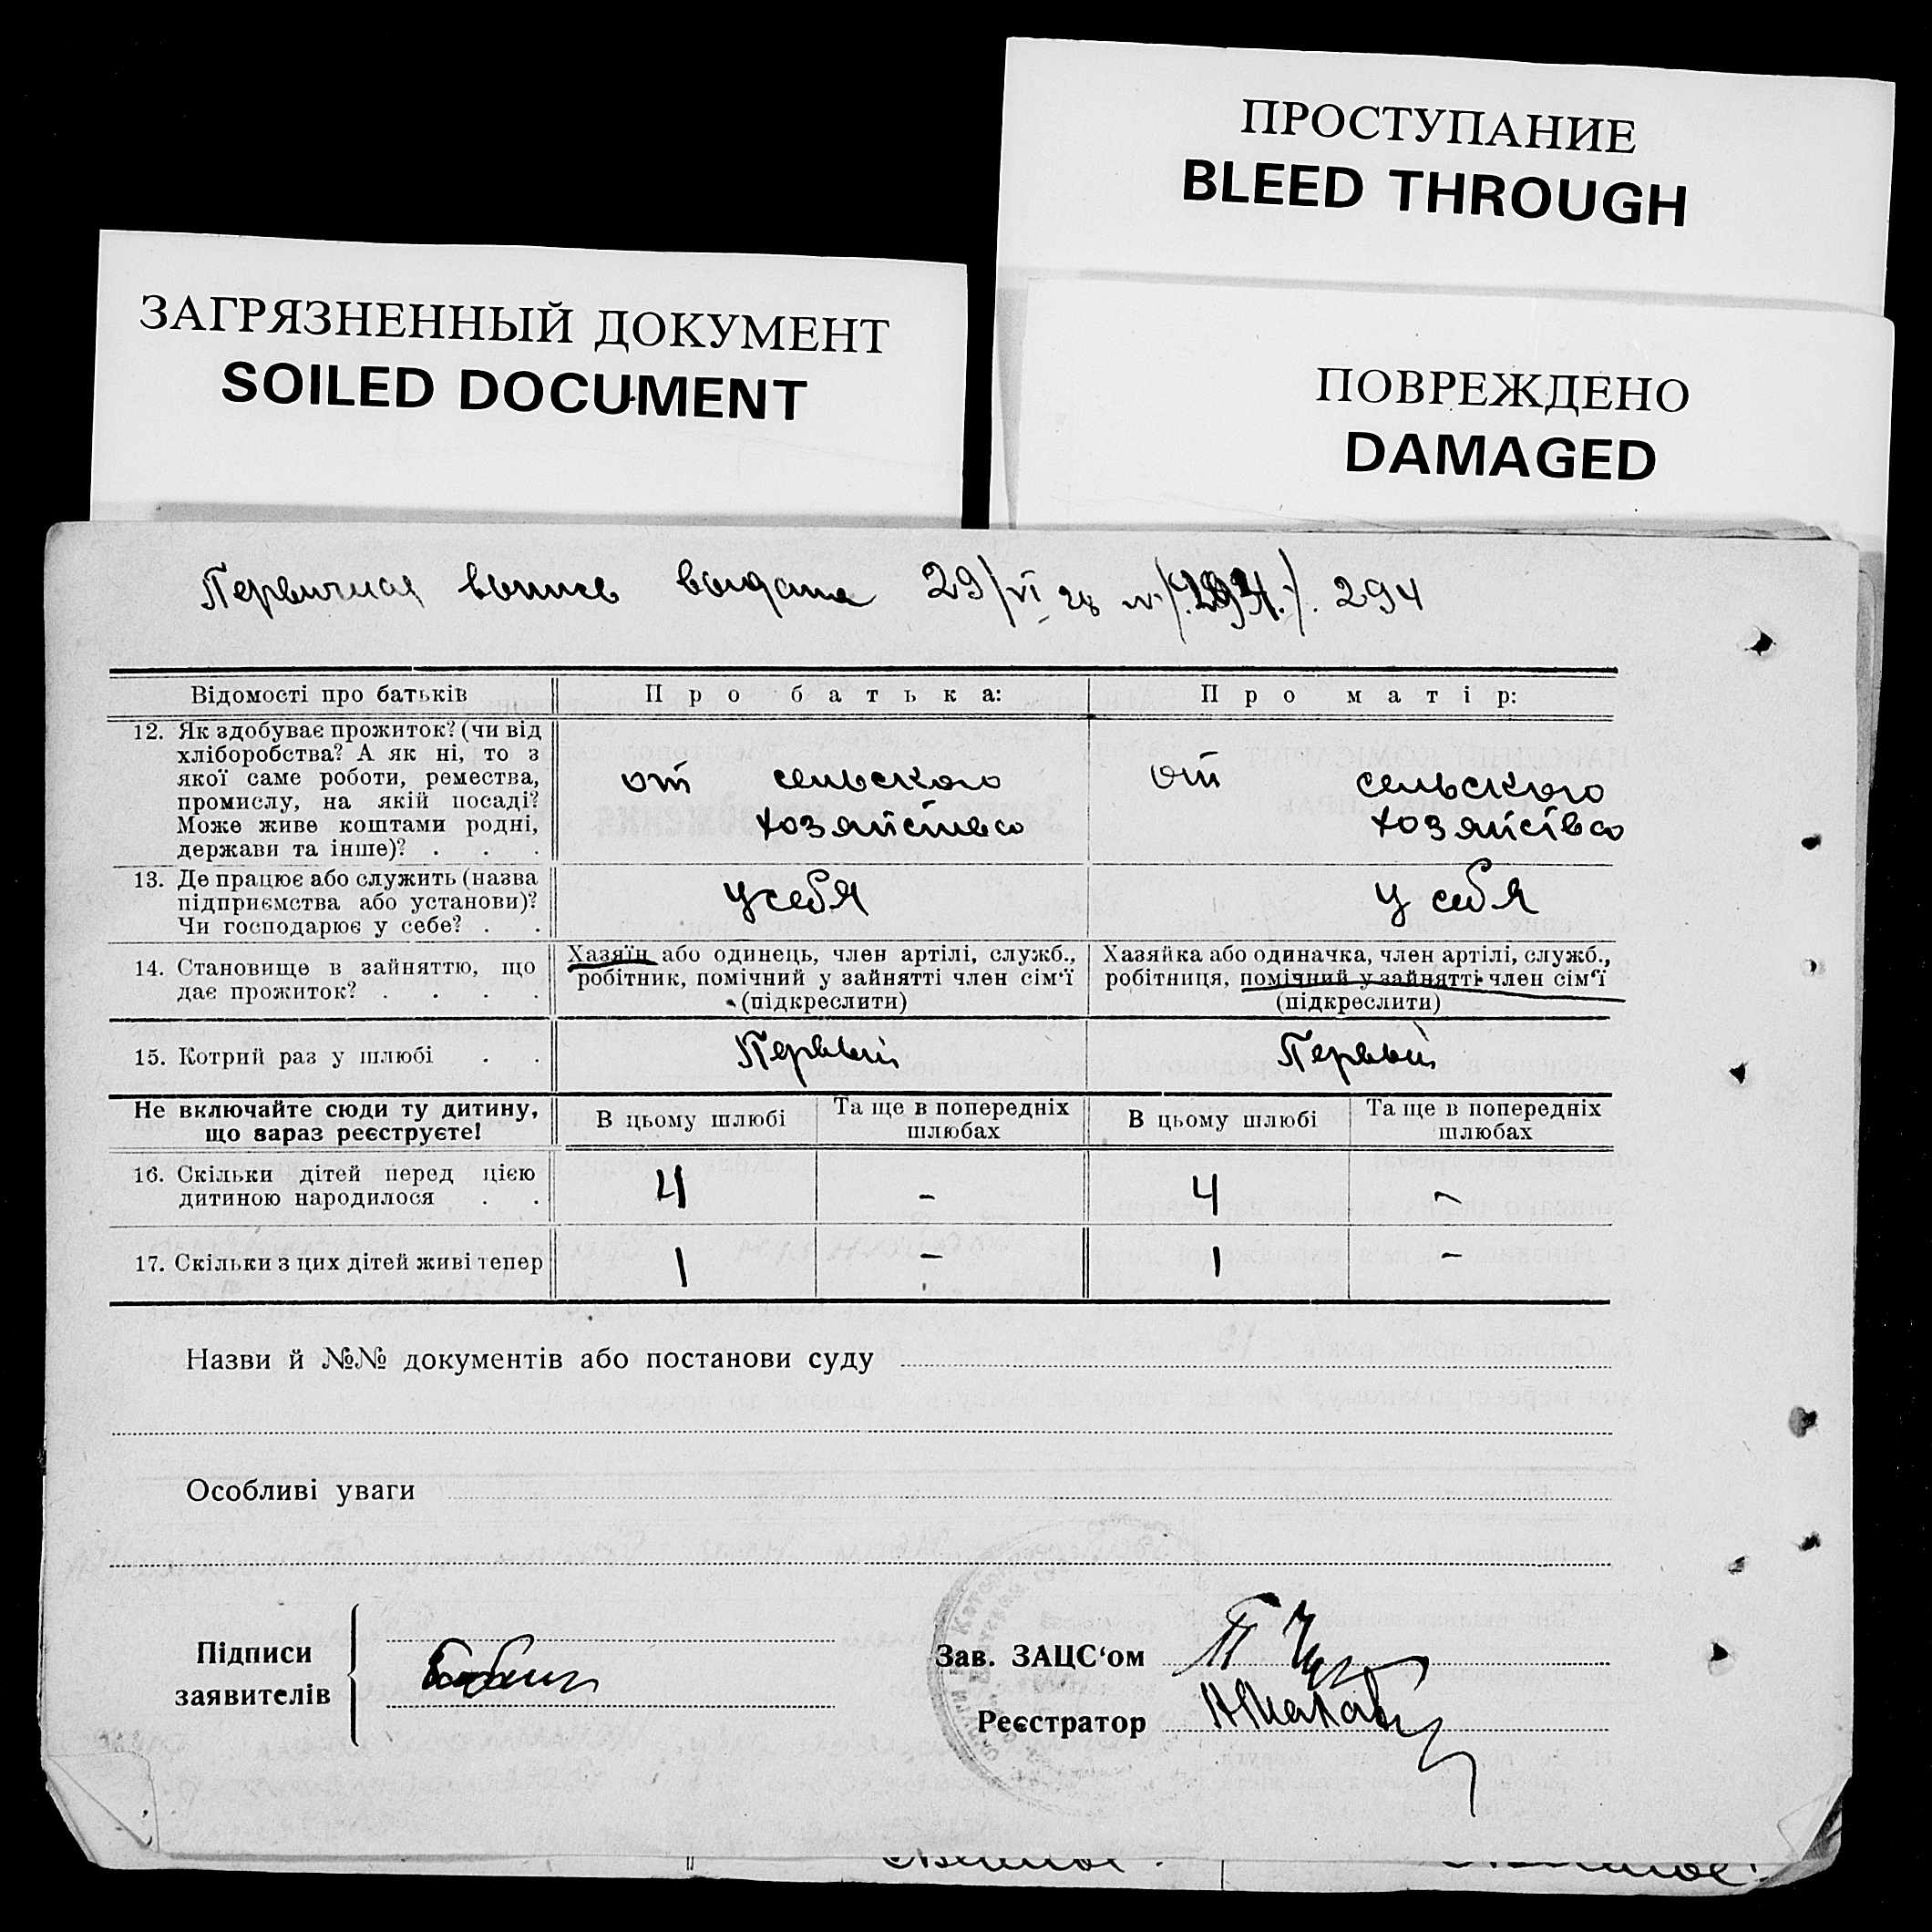 ПРОСТУПАНИЕ
BLEED THROUGH
ЗАГРЯЗНЕННЫЙ ДОКУМЕНТ
SOILED DOCUMENT
ПОВРЕЖДЕНО
DAMAGED
Первичная выпись выдана 29/VI 28 294
Відомості про батьків Про батька: Про матір:
12. Як здобуває прожиток? (чи від
хліборобства? А як ні, то з
якої саме роботи, ремества,
промислу, на якій посаді?
Може живе коштами родні,
держави та інше)? . . .
от сельского
хозяйства
от сельского
хозяйства
13. Де працює або служить (назва
підприємства або установи)?
Чи господарює у себе? . .
у себя
у себя
14. Становище в зайняттю, що
дає прожиток? . . . .
Хазяїн або одинець, член артілі, служб.,
робітник, помічний у зайнятті член сім‘ї
(підкреслити)
Хазяйка або одиначка, член артілі, служб.,
робітниця, помічний у зайнятті член сім‘ї
(підкреслити)
15. Котрий раз у шлюбі . . Первый Первый
Не включайте сюди ту дитину,
що зараз реєструєте!
В цьому шлюбі
Та ще в попередніх
шлюбах
В цьому шлюбі
Та ще в попередніх
шлюбах
16. Скільки дітей перед цією
дитиною народилося . .
4 - 4 -
17. Скільки з цих дітей живі тепер 1 - 1 -
Назви й №№ документів або постанови суду
Особливі уваги
Підписи
заявителів
Зав. ЗАЦС‘ом
Реєстратор